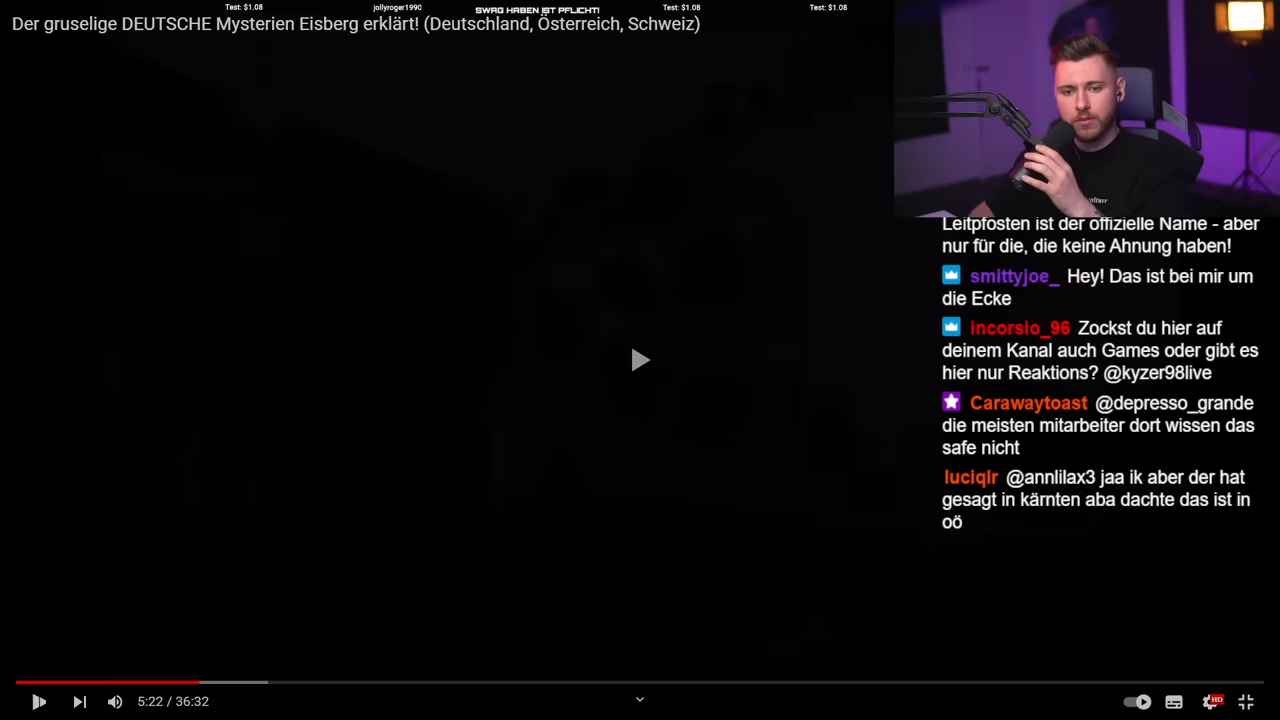 Test: $1.08
jollyroger1990
SWAG HABEN IST PFLICHT!
Test: $1.08
Test: $1.08
Der gruselige DEUTSCHE Mysterien Eisberg erklärt! (Deutschland, Österreich, Schweiz)
Leitpfosten ist der offizielle Name - aber
nur für die, die keine Ahnung haben!
smittyjoe_ Hey! Das ist bei mir um
die Ecke
incorsio_96 Zockst du hier auf
deinem Kanal auch Games oder gibt es
hier nur Reaktions? @kyzer98live
Carawaytoast @depresso_grande
die meisten mitarbeiter dort wissen das
safe nicht
luciqlr @annlilax3 jaa ik aber der hat
gesagt in kärnten aba dachte das ist in
oö
5:22 / 36:32
HD